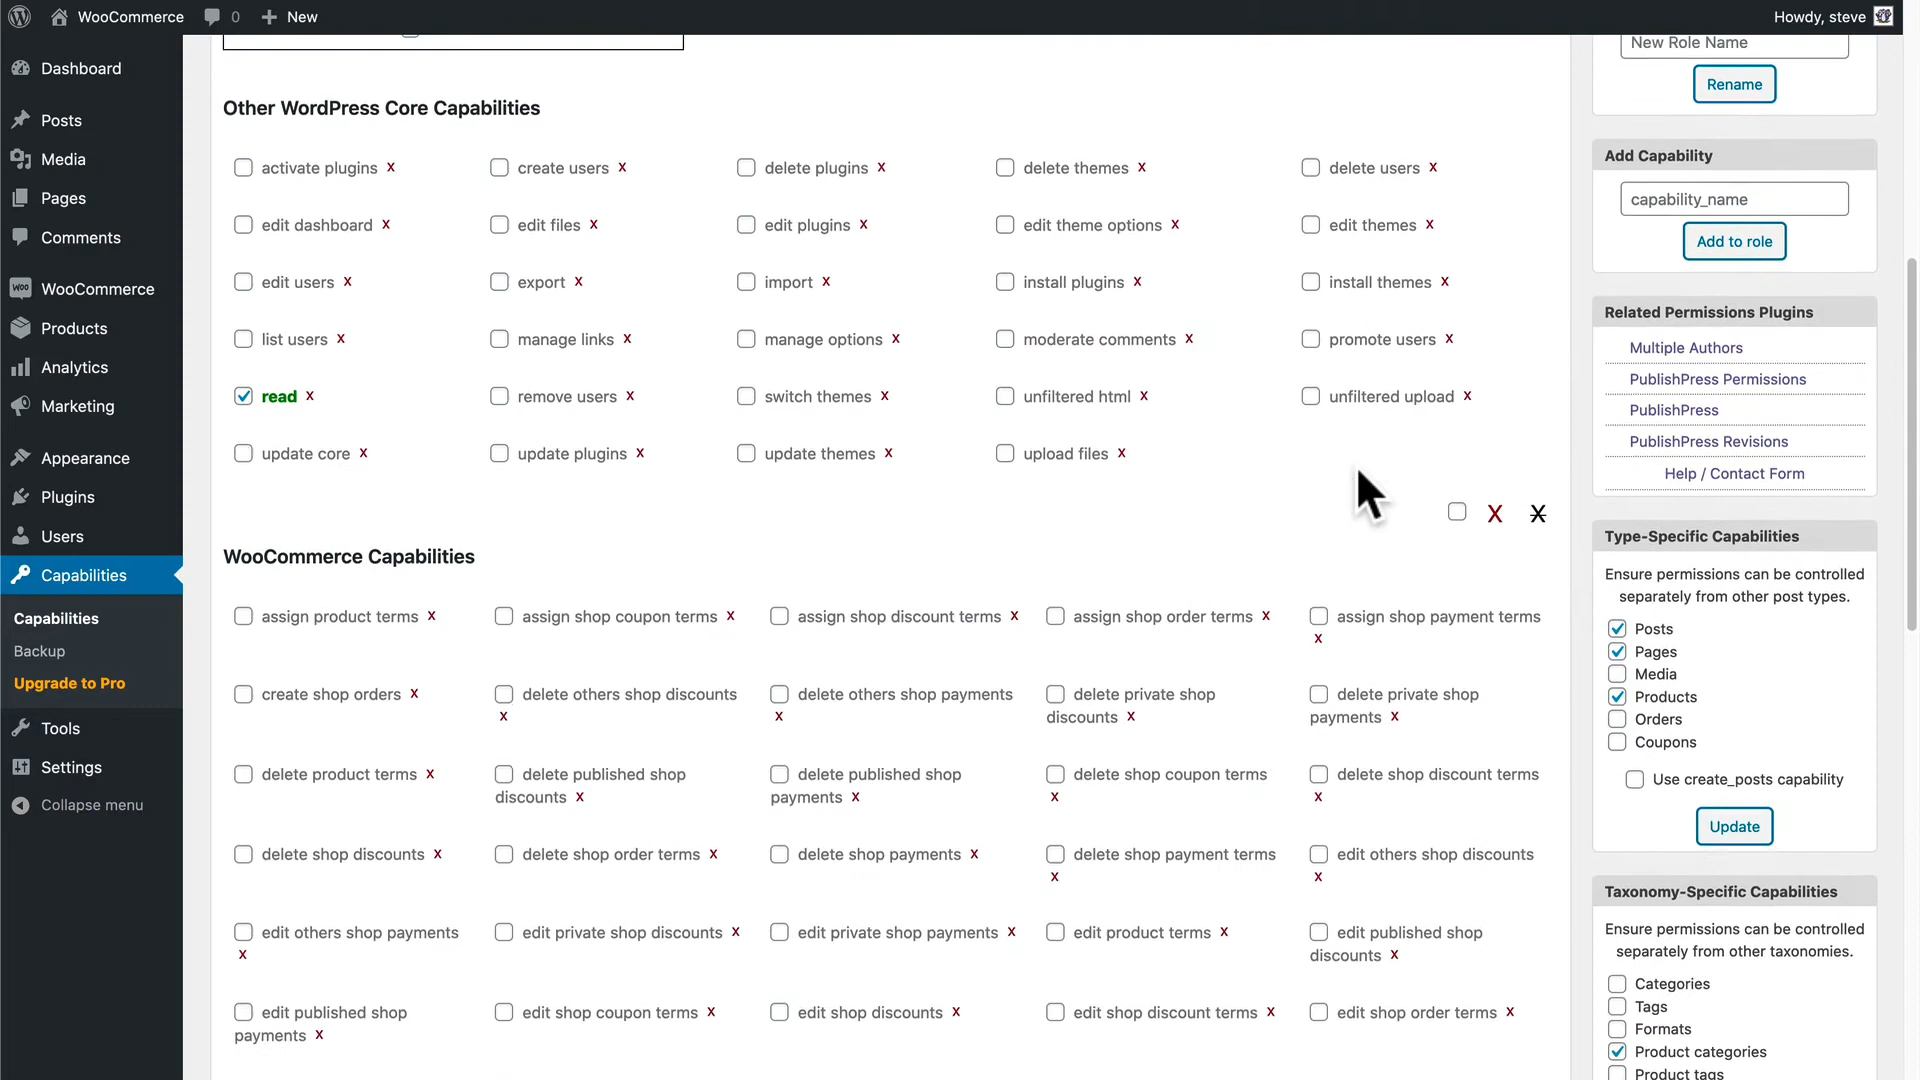 WooCommerce 0 New Howdy, steve
Dashboard
Posts
Media
Pages
Comments
WooCommerce
Products
Analytics
Marketing
Appearance
Plugins
Users
Capabilities
Capabilities
Backup
Upgrade to Pro
Tools
Settings
Collapse menu
Other WordPress Core Capabilities
activate plugins x create users x delete plugins x delete themes x delete users x
edit dashboard x edit files x edit plugins x edit theme options x edit themes x
edit users x export x import x install plugins x install themes x
list users x manage links x manage options x moderate comments x promote users x
read x remove users x switch themes x unfiltered html x unfiltered upload x
update core x update plugins x update themes x upload files x
X X
WooCommerce Capabilities
assign product terms x assign shop coupon terms x assign shop discount terms x assign shop order terms x assign shop payment terms
x
create shop orders x delete others shop discounts delete others shop payments delete private shop delete private shop
x x discounts x payments x
delete product terms x delete published shop delete published shop delete shop coupon terms delete shop discount terms
discounts x payments x x x
delete shop discounts x delete shop order terms x delete shop payments x delete shop payment terms edit others shop discounts
x x
edit others shop payments edit private shop discounts x edit private shop payments x edit product terms x edit published shop
x discounts x
edit published shop edit shop coupon terms x edit shop discounts x edit shop discount terms x edit shop order terms x
payments x
New Role Name
Rename
Add Capability
capability_name
Add to role
Related Permissions Plugins
Multiple Authors
PublishPress Permissions
PublishPress
PublishPress Revisions
Help / Contact Form
Type-Specific Capabilities
Ensure permissions can be controlled
separately from other post types.
Posts
Pages
Media
Products
Orders
Coupons
Use create_posts capability
Update
Taxonomy-Specific Capabilities
Ensure permissions can be controlled
separately from other taxonomies.
Categories
Tags
Formats
Product categories
Product tags